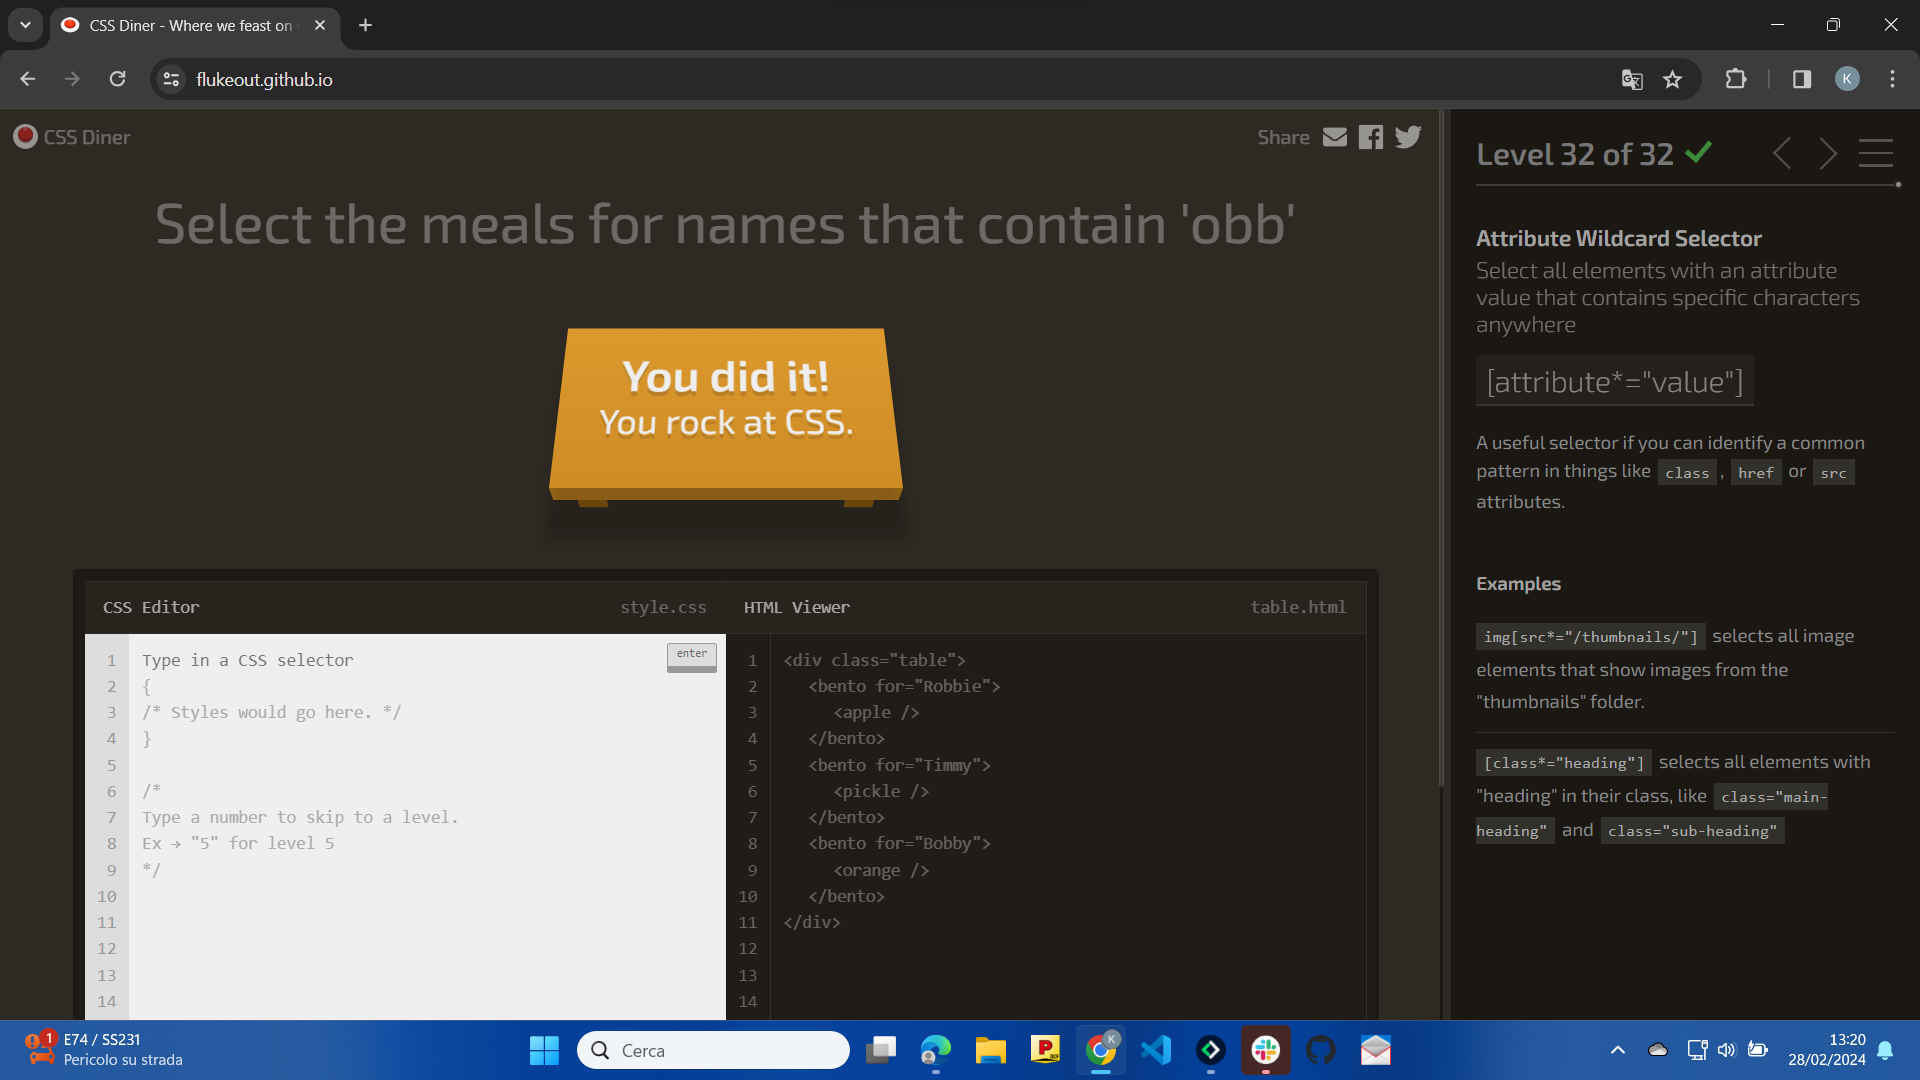 CSS Diner - Where we feast on
flukeout.github.io
K
CSS Diner
Share
Level 32 of 32
Select the meals for names that contain 'obb'
You did it!
You rock at CSS.
Attribute Wildcard Selector
Select all elements with an attribute
value that contains specific characters
anywhere
[attribute*="value"]
A useful selector if you can identify a common
pattern in things like class , href or src
attributes.
Examples
img[src*="/thumbnails/"] selects all image
elements that show images from the
"thumbnails" folder.
[class*="heading"] selects all elements with
"heading" in their class, like class="main-
heading" and class="sub-heading"
CSS Editor style.css
1 Type in a CSS selector
enter
2 {
3 /* Styles would go here. */
4 }
5
6 /*
7 Type a number to skip to a level.
8 Ex → "5" for level 5
9 */
10
11
12
13
14
HTML Viewer table.html
1 <div class="table">
2 <bento for="Robbie">
3 <apple />
4 </bento>
5 <bento for="Timmy">
6 <pickle />
7 </bento>
8 <bento for="Bobby">
9 <orange />
10 </bento>
11 </div>
12
13
14
1
E74 / SS231
Pericolo su strada
Cerca
K
13:20
28/02/2024